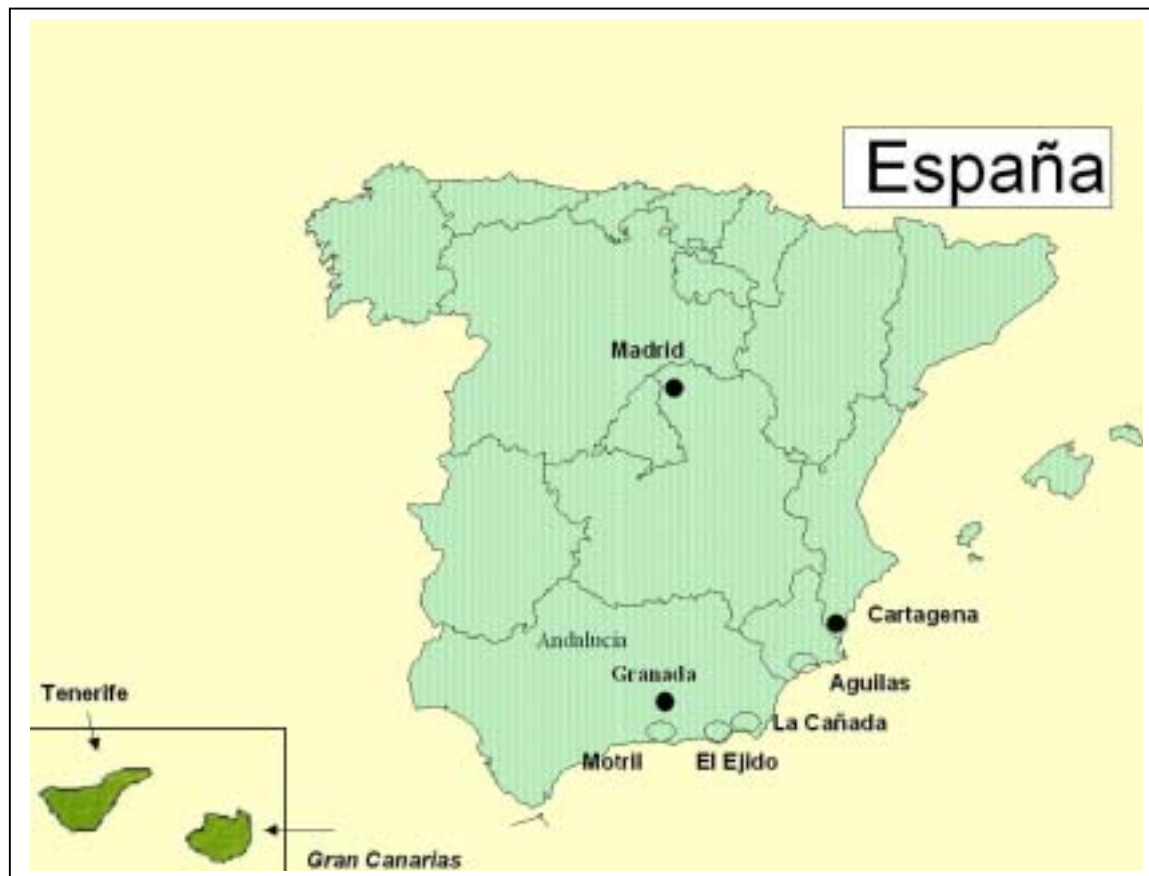 España
Madrid
Cartagena
Andalucia
Granada
Aguilas
Tenerife
La Cañada
Motril
El Ejido
Gran Canarias